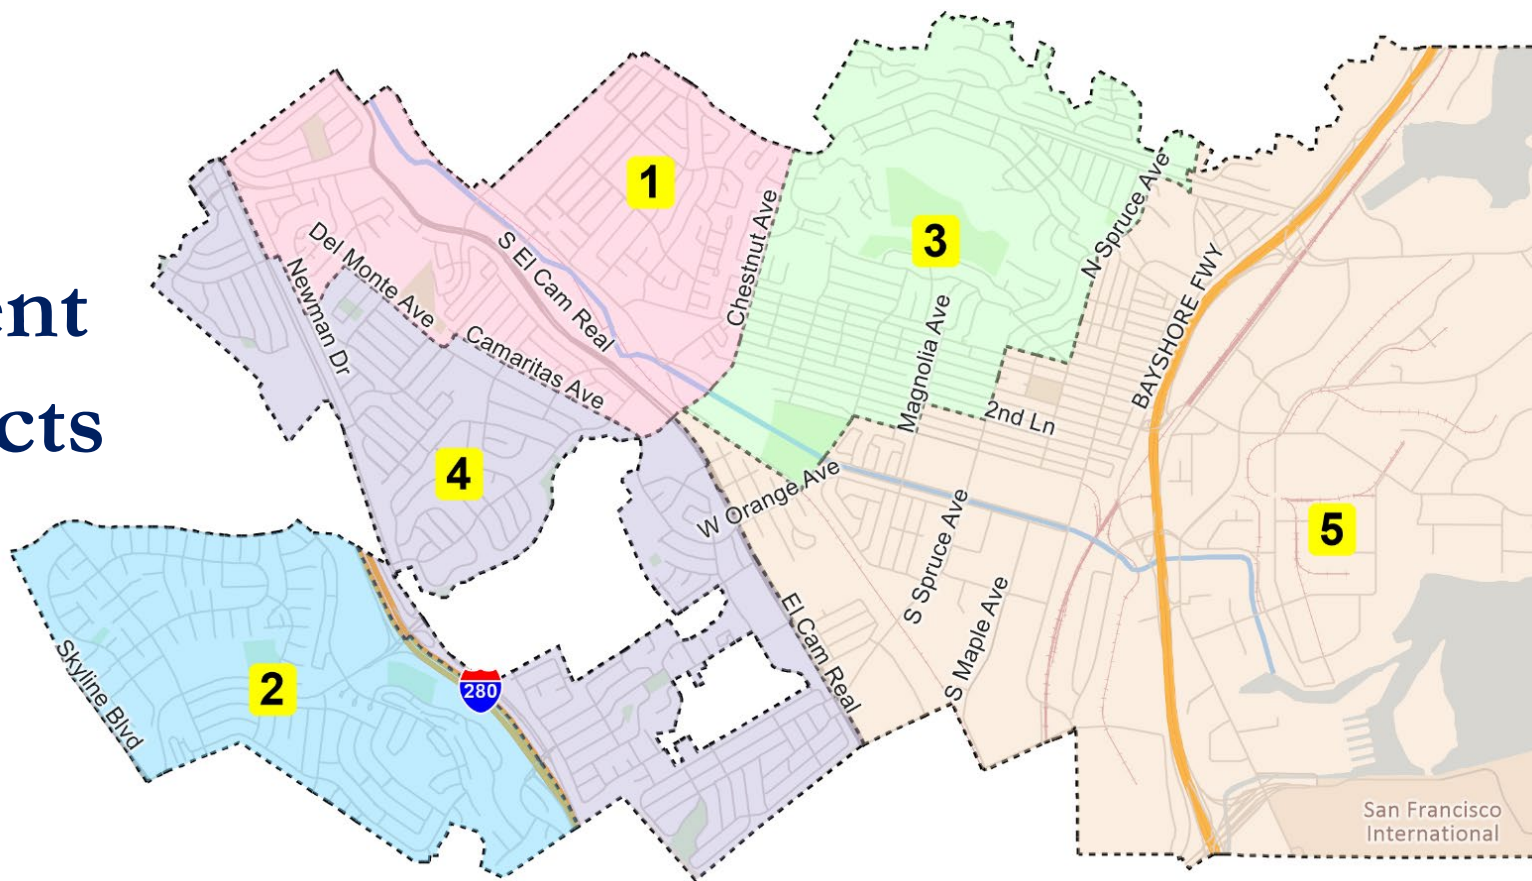 ent
cts
1
2
3
4
5
Chestnut Ave
S El Cam Real
Del Monte Ave
Newman Dr
Camaritas Ave
Magnolia Ave
N Spruce Ave
BAYSHORE FWY
2nd Ln
W Orange Ave
S Spruce Ave
S Maple Ave
El Cam Real
Skyline Blvd
280
San Francisco
International